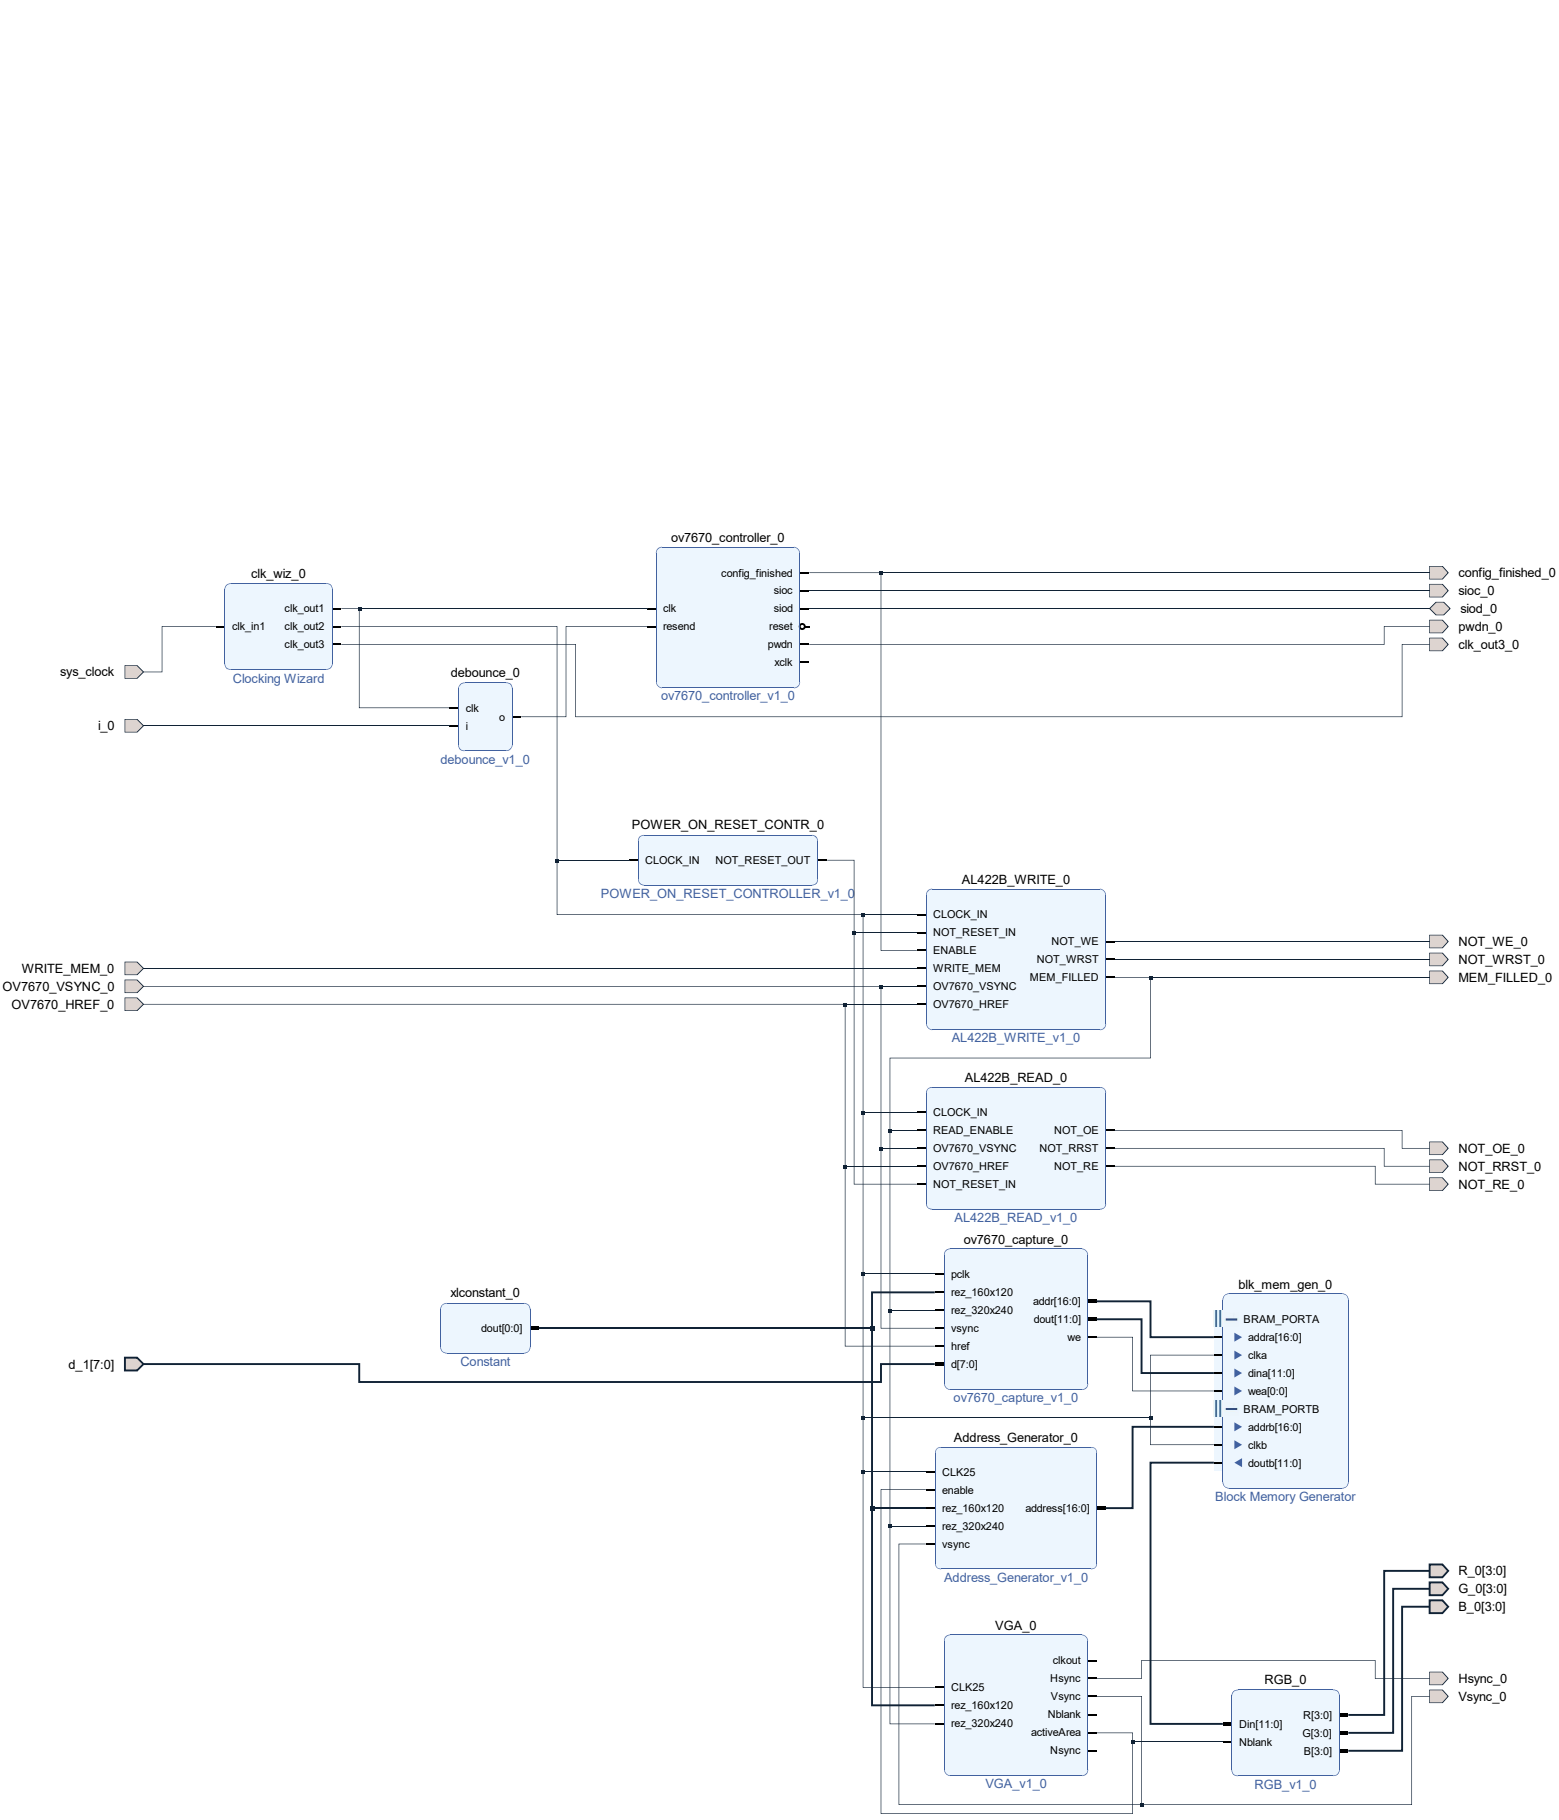 ov7670_controller_0
config_finished
sioc
clk
siod
resend
reset
pwdn
xclk
ov7670_controller_v1_0
config_finished_0
sioc_0
siod_0
pwdn_0
clk_out3_0
clk_wiz_0
clk_out1
clk_in1
clk_out2
clk_out3
Clocking Wizard
sys_clock
i_0
debounce_0
clk
o
i
debounce_v1_0
POWER_ON_RESET_CONTR_0
CLOCK_IN
NOT_RESET_OUT
POWER_ON_RESET_CONTROLLER_v1_0
AL422B_WRITE_0
CLOCK_IN
NOT_RESET_IN
ENABLE
WRITE_MEM
OV7670_VSYNC
OV7670_HREF
NOT_WE
NOT_WRST
MEM_FILLED
AL422B_WRITE_v1_0
WRITE_MEM_0
OV7670_VSYNC_0
OV7670_HREF_0
NOT_WE_0
NOT_WRST_0
MEM_FILLED_0
AL422B_READ_0
CLOCK_IN
READ_ENABLE
OV7670_VSYNC
OV7670_HREF
NOT_RESET_IN
NOT_OE
NOT_RRST
NOT_RE
AL422B_READ_v1_0
NOT_OE_0
NOT_RRST_0
NOT_RE_0
ov7670_capture_0
pclk
rez_160x120
rez_320x240
vsync
href
d[7:0]
addr[16:0]
dout[11:0]
we
ov7670_capture_v1_0
xlconstant_0
dout[0:0]
Constant
d_1[7:0]
blk_mem_gen_0
BRAM_PORTA
addra[16:0]
clka
dina[11:0]
wea[0:0]
BRAM_PORTB
addrb[16:0]
clkb
doutb[11:0]
Block Memory Generator
Address_Generator_0
CLK25
enable
rez_160x120
rez_320x240
vsync
address[16:0]
Address_Generator_v1_0
R_0[3:0]
G_0[3:0]
B_0[3:0]
VGA_0
CLK25
rez_160x120
rez_320x240
clkout
Hsync
Vsync
Nblank
activeArea
Nsync
VGA_v1_0
RGB_0
Din[11:0]
Nblank
R[3:0]
G[3:0]
B[3:0]
RGB_v1_0
Hsync_0
Vsync_0